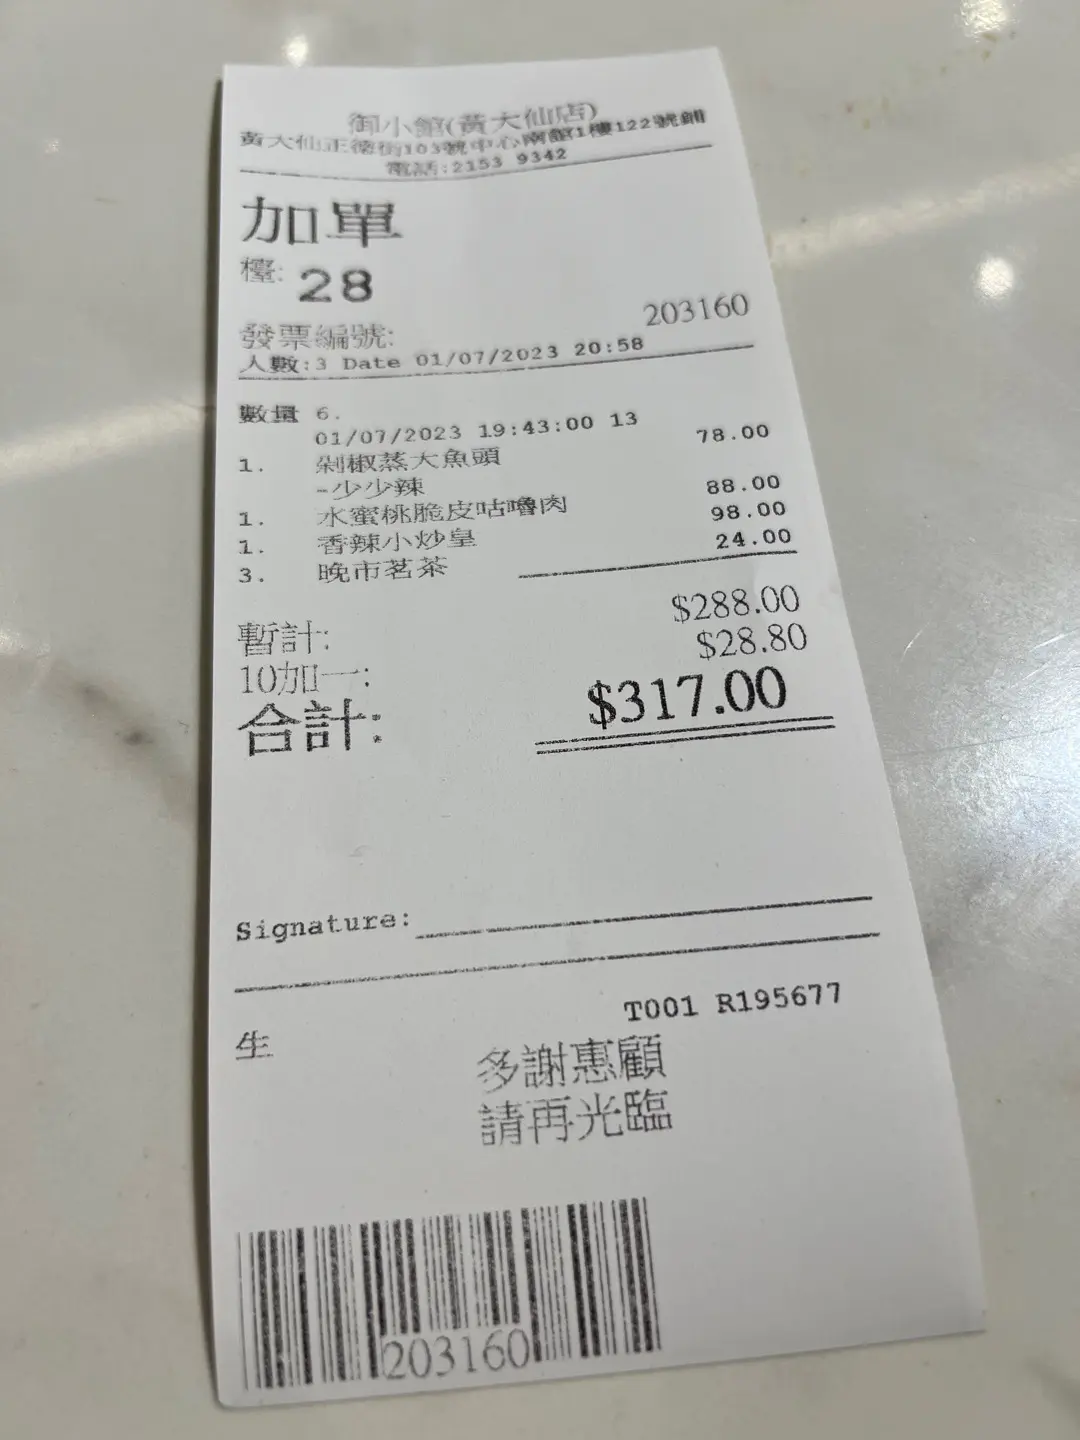 御小館(黃大仙店)
黃大仙正德街103號中心南館1樓122號鋪
電話:2153 9342
加單
檯: 28
發票編號: 203160
人數:3 Date 01/07/2023 20:58
數量 6.
01/07/2023 19:43:00 13
1. 剁椒蒸大魚頭 78.00
-少少辣
1. 水蜜桃脆皮咕嚕肉 88.00
1. 香辣小炒皇 98.00
3. 晚市茗茶 24.00
暫計: $288.00
10加一: $28.80
合計: $317.00
Signature:
T001 R195677
生
多謝惠顧
請再光臨
203160